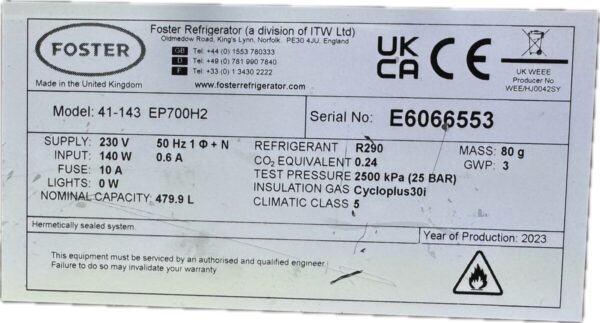 FOSTER
Foster Refrigerator (a division of ITW Ltd)
Oldmedow Road, King's Lynn, Norfolk. PE30 4JU. England
GB Tel: +44 (0) 1553 780333
D Tel: +49 (0) 781 990 7840
F Tel: +33 (0) 1 3430 2222
www.fosterrefrigerator.com
Made in the United Kingdom
UK
CA
CE
UK WEEE
Producer No
WEE/HJ0042SY
Model: 41-143 EP700H2
Serial No: E6066553
SUPPLY: 230 V 50 Hz 1 Φ + N
INPUT: 140 W 0.6 A
FUSE: 10 A
LIGHTS: 0 W
NOMINAL CAPACITY: 479.9 L
REFRIGERANT R290 MASS: 80 g
CO2 EQUIVALENT 0.24 GWP: 3
TEST PRESSURE 2500 kPa (25 BAR)
INSULATION GAS Cycloplus30i
CLIMATIC CLASS 5
Hermetically sealed system.
Year of Production: 2023
This equipment must be serviced by an authorised and qualified engineer.
Failure to do so may invalidate your warranty